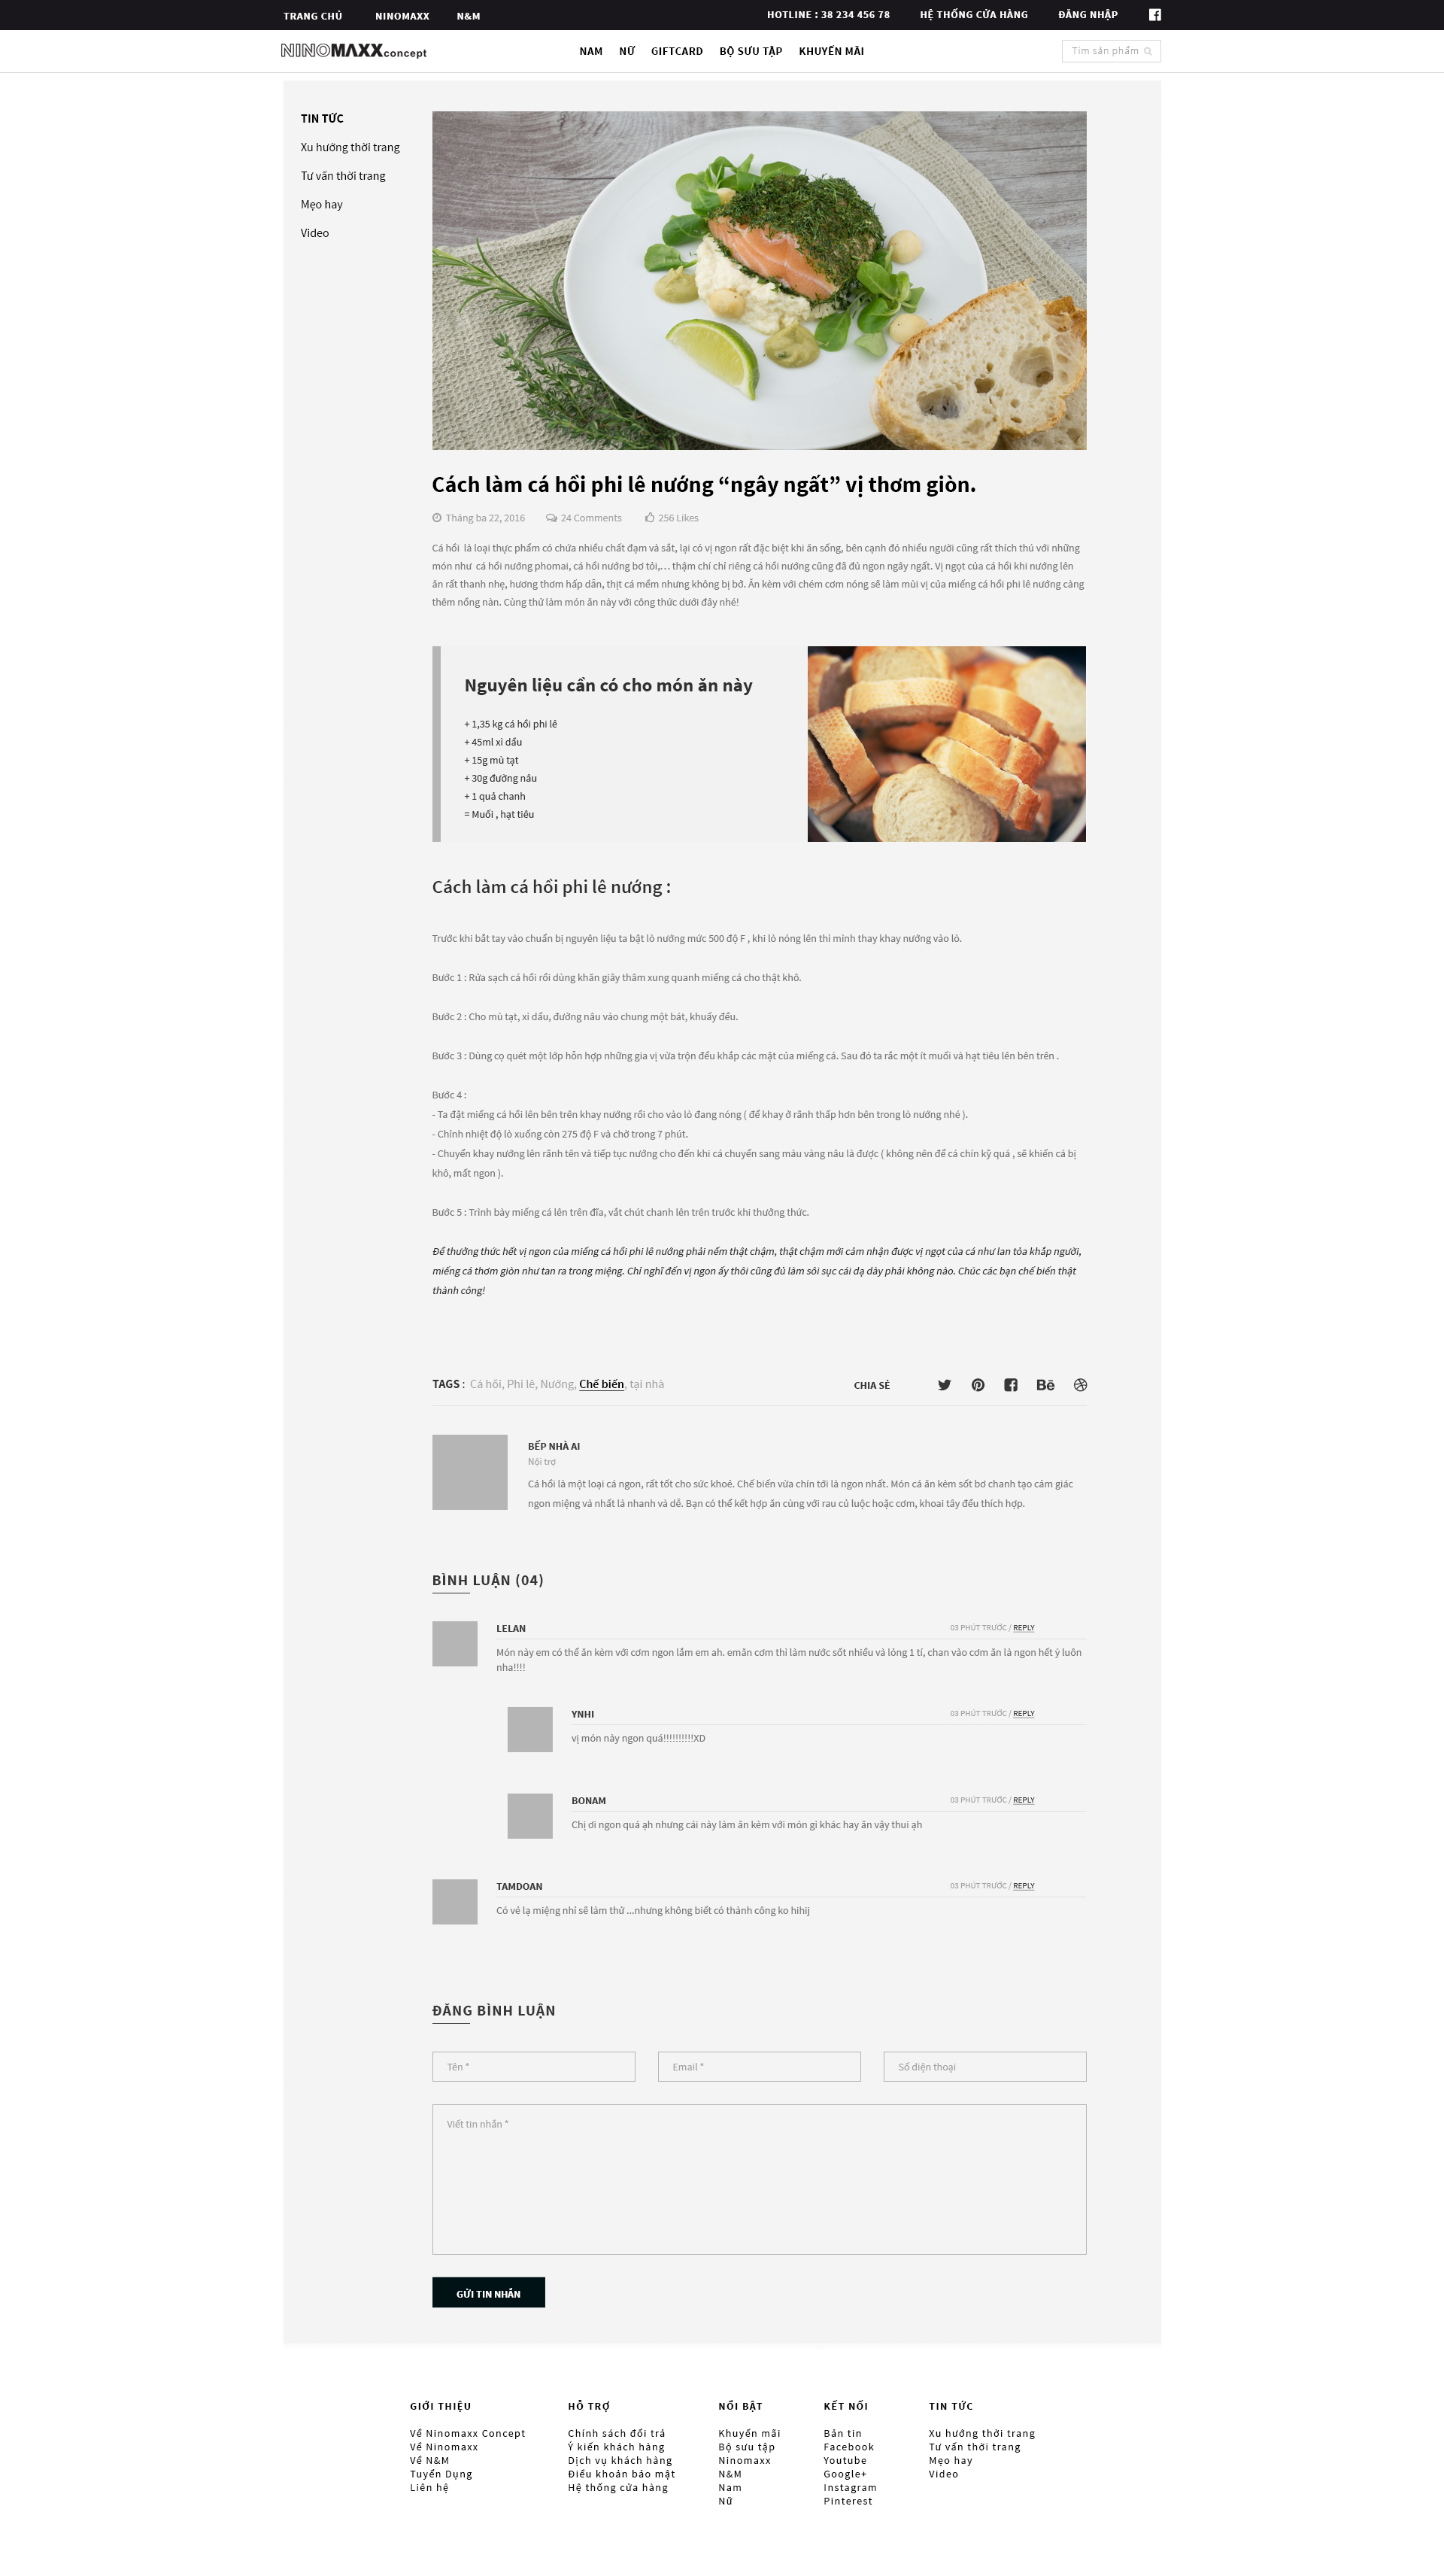 TRANG CHỦ NINOMAXX N&M HOTLINE : 38 234 456 78 HỆ THỐNG CỬA HÀNG ĐĂNG NHẬP
NINOMAXXconcept NAM NỮ GIFTCARD BỘ SƯU TẬP KHUYẾN MÃI Tìm sản phẩm
TIN TỨC
Xu hướng thời trang
Tư vấn thời trang
Mẹo hay
Video
Cách làm cá hồi phi lê nướng “ngây ngất” vị thơm giòn.
Tháng ba 22, 2016 24 Comments 256 Likes
Cá hồi là loại thực phẩm có chứa nhiều chất đạm và sắt, lại có vị ngon rất đặc biệt khi ăn sống, bên cạnh đó nhiều người cũng rất thích thú với những
món như cá hồi nướng phomai, cá hồi nướng bơ tỏi,… thậm chí chỉ riêng cá hồi nướng cũng đã đủ ngon ngây ngất. Vị ngọt của cá hồi khi nướng lên
ăn rất thanh nhẹ, hương thơm hấp dẫn, thịt cá mềm nhưng không bị bở. Ăn kèm với chém cơm nóng sẽ làm mùi vị của miếng cá hồi phi lê nướng càng
thêm nồng nàn. Cùng thử làm món ăn này với công thức dưới đây nhé!
Nguyên liệu cần có cho món ăn này
+ 1,35 kg cá hồi phi lê
+ 45ml xì dầu
+ 15g mù tạt
+ 30g đường nâu
+ 1 quả chanh
= Muối , hạt tiêu
Cách làm cá hồi phi lê nướng :
Trước khi bắt tay vào chuẩn bị nguyên liệu ta bật lò nướng mức 500 độ F , khi lò nóng lên thì mình thay khay nướng vào lò.
Bước 1 : Rửa sạch cá hồi rồi dùng khăn giấy thấm xung quanh miếng cá cho thật khô.
Bước 2 : Cho mù tạt, xì dầu, đường nâu vào chung một bát, khuấy đều.
Bước 3 : Dùng cọ quét một lớp hỗn hợp những gia vị vừa trộn đều khắp các mặt của miếng cá. Sau đó ta rắc một ít muối và hạt tiêu lên bên trên .
Bước 4 :
- Ta đặt miếng cá hồi lên bên trên khay nướng rồi cho vào lò đang nóng ( để khay ở rãnh thấp hơn bên trong lò nướng nhé ).
- Chỉnh nhiệt độ lò xuống còn 275 độ F và chờ trong 7 phút.
- Chuyển khay nướng lên rãnh tên và tiếp tục nướng cho đến khi cá chuyển sang màu vàng nâu là được ( không nên để cá chín kỹ quá , sẽ khiến cá bị
khô, mất ngon ).
Bước 5 : Trình bày miếng cá lên trên đĩa, vắt chút chanh lên trên trước khi thưởng thức.
Để thưởng thức hết vị ngon của miếng cá hồi phi lê nướng phải nếm thật chậm, thật chậm mới cảm nhận được vị ngọt của cá như lan tỏa khắp người,
miếng cá thơm giòn như tan ra trong miệng. Chỉ nghĩ đến vị ngon ấy thôi cũng đủ làm sôi sục cái dạ dày phải không nào. Chúc các bạn chế biến thật
thành công!
TAGS : Cá hồi, Phi lê, Nướng, Chế biến, tại nhà CHIA SẺ
BẾP NHÀ AI
Nội trợ
Cá hồi là một loại cá ngon, rất tốt cho sức khoẻ. Chế biến vừa chín tới là ngon nhất. Món cá ăn kèm sốt bơ chanh tạo cảm giác
ngon miệng và nhất là nhanh và dễ. Bạn có thể kết hợp ăn cùng với rau củ luộc hoặc cơm, khoai tây đều thích hợp.
BÌNH LUẬN (04)
LELAN 03 PHÚT TRƯỚC / REPLY
Món này em có thể ăn kèm với cơm ngon lắm em ah. emăn cơm thì làm nước sốt nhiều và lỏng 1 tí, chan vào cơm ăn là ngon hết ý luôn
nha!!!!
YNHI 03 PHÚT TRƯỚC / REPLY
vị món này ngon quá!!!!!!!!!!XD
BONAM 03 PHÚT TRƯỚC / REPLY
Chị ơi ngon quá ạh nhưng cái này làm ăn kèm với món gì khác hay ăn vậy thui ạh
TAMDOAN 03 PHÚT TRƯỚC / REPLY
Có vẻ lạ miệng nhỉ sẽ làm thử ...nhưng không biết có thành công ko hihij
ĐĂNG BÌNH LUẬN
Tên * Email * Số điện thoại
Viết tin nhắn *
GỬI TIN NHẮN
GIỚI THIỆU HỖ TRỢ NỔI BẬT KẾT NỐI TIN TỨC
Về Ninomaxx Concept Chính sách đổi trả Khuyến mãi Bản tin Xu hướng thời trang
Về Ninomaxx Ý kiến khách hàng Bộ sưu tập Facebook Tư vấn thời trang
Về N&M Dịch vụ khách hàng Ninomaxx Youtube Mẹo hay
Tuyển Dụng Điều khoản bảo mật N&M Google+ Video
Liên hệ Hệ thống cửa hàng Nam Instagram
Nữ Pinterest